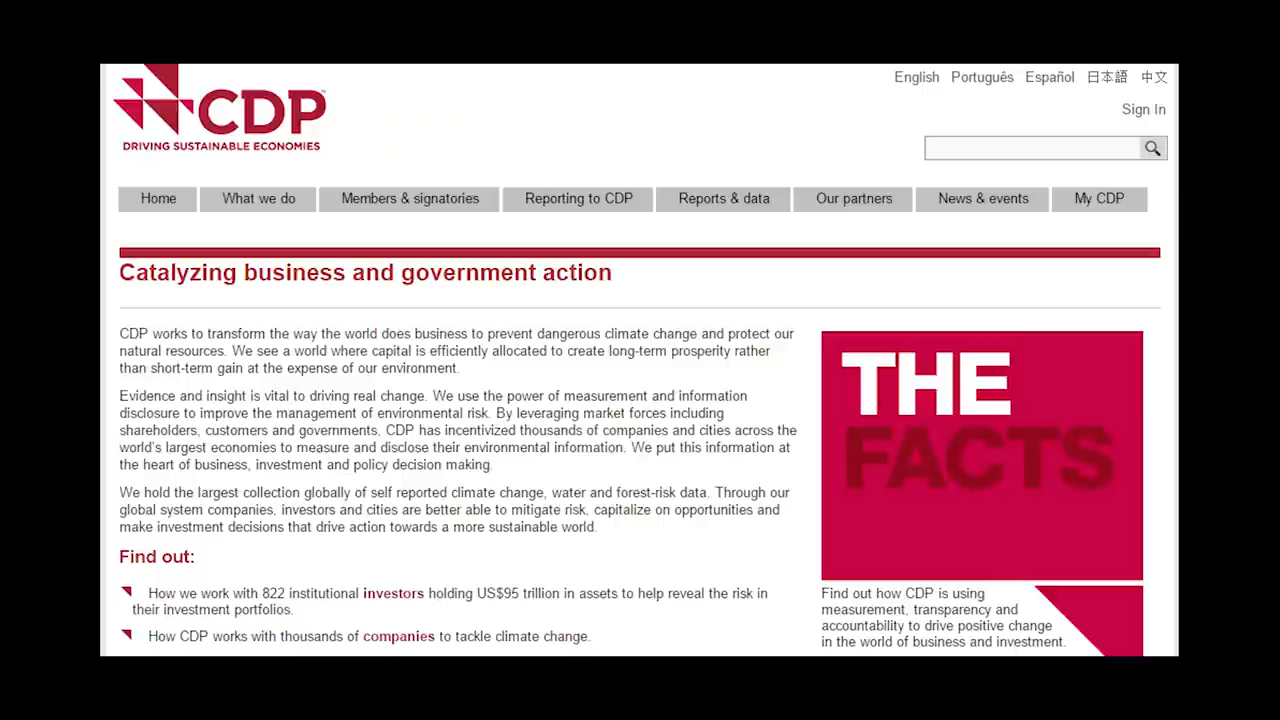 English Português Español 日本語 中文
CDP
DRIVING SUSTAINABLE ECONOMIES
Sign In
Home What we do Members & signatories Reporting to CDP Reports & data Our partners News & events My CDP
Catalyzing business and government action
CDP works to transform the way the world does business to prevent dangerous climate change and protect our
natural resources. We see a world where capital is efficiently allocated to create long-term prosperity rather
than short-term gain at the expense of our environment.
Evidence and insight is vital to driving real change. We use the power of measurement and information
disclosure to improve the management of environmental risk. By leveraging market forces including
shareholders, customers and governments, CDP has incentivized thousands of companies and cities across the
world's largest economies to measure and disclose their environmental information. We put this information at
the heart of business, investment and policy decision making.
We hold the largest collection globally of self reported climate change, water and forest-risk data. Through our
global system companies, investors and cities are better able to mitigate risk, capitalize on opportunities and
make investment decisions that drive action towards a more sustainable world.
Find out:
How we work with 822 institutional investors holding US$95 trillion in assets to help reveal the risk in
their investment portfolios.
How CDP works with thousands of companies to tackle climate change.
THE
FACTS
Find out how CDP is using
measurement, transparency and
accountability to drive positive change
in the world of business and investment.